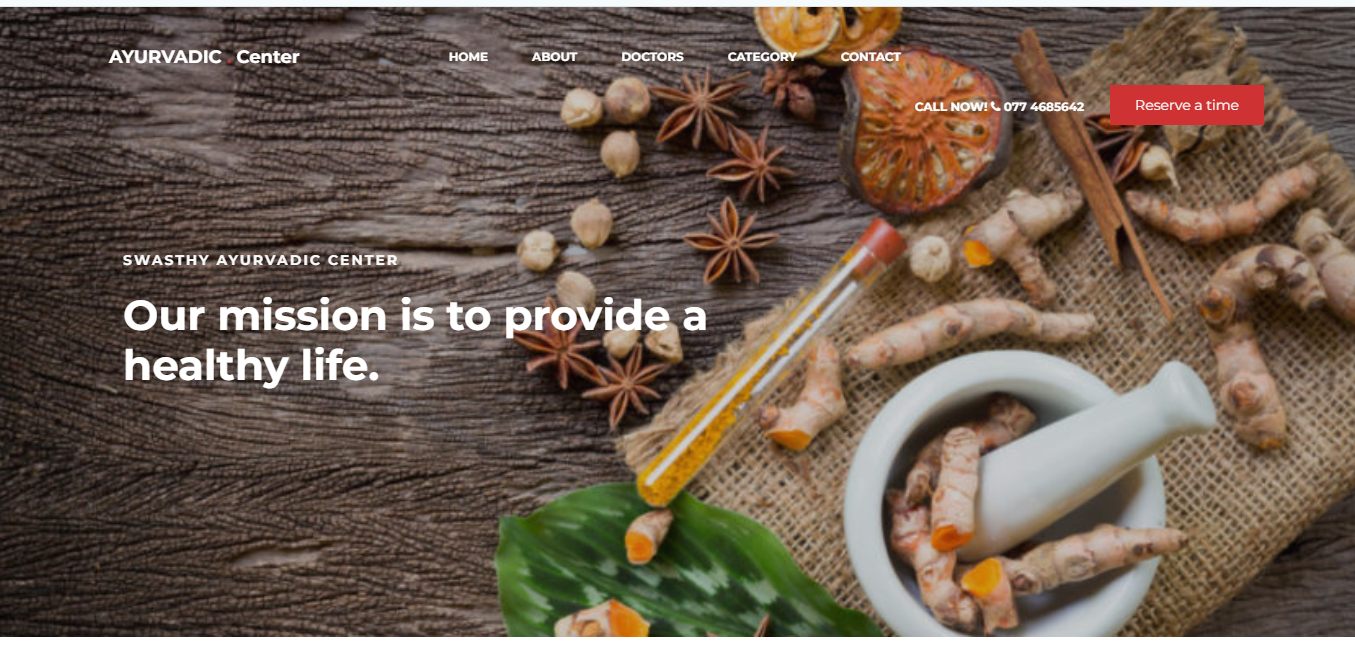 AYURVADIC . Center
HOME ABOUT DOCTORS CATEGORY CONTACT
CALL NOW! 077 4685642 Reserve a time
SWASTHY AYURVADIC CENTER
Our mission is to provide a
healthy life.